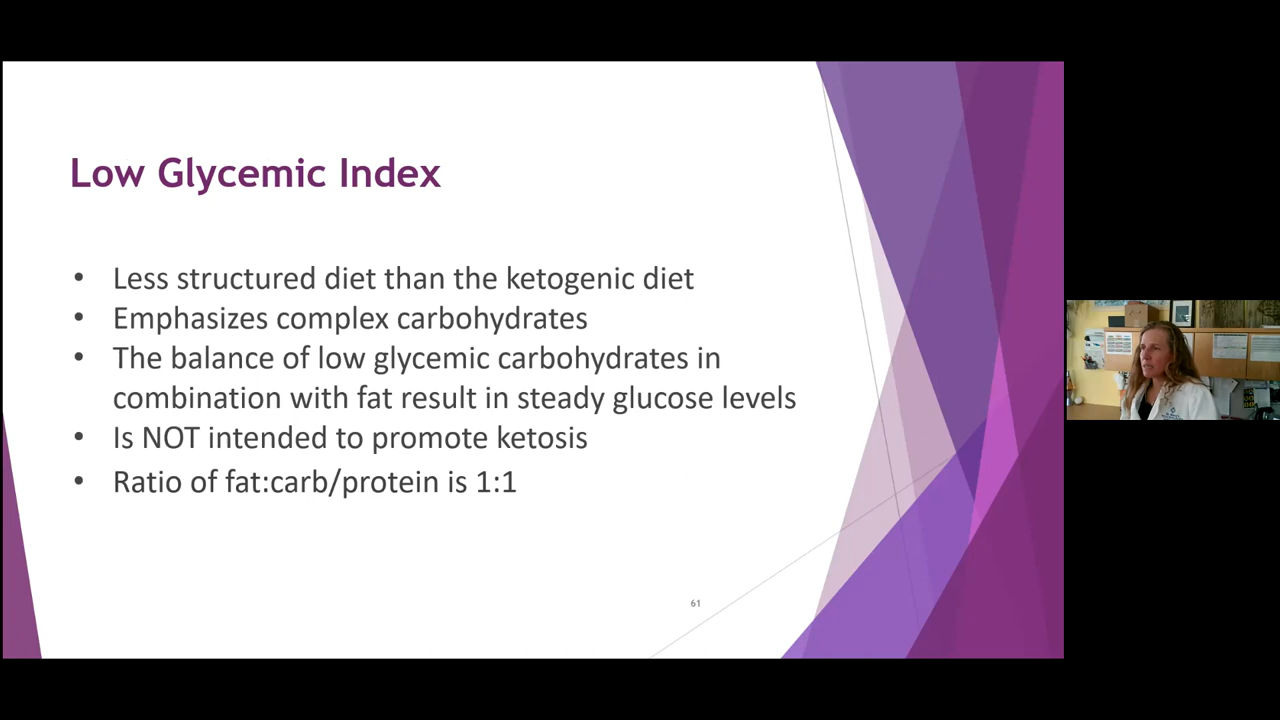 Low Glycemic Index
• Less structured diet than the ketogenic diet
• Emphasizes complex carbohydrates
• The balance of low glycemic carbohydrates in
combination with fat result in steady glucose levels
• Is NOT intended to promote ketosis
• Ratio of fat:carb/protein is 1:1
61